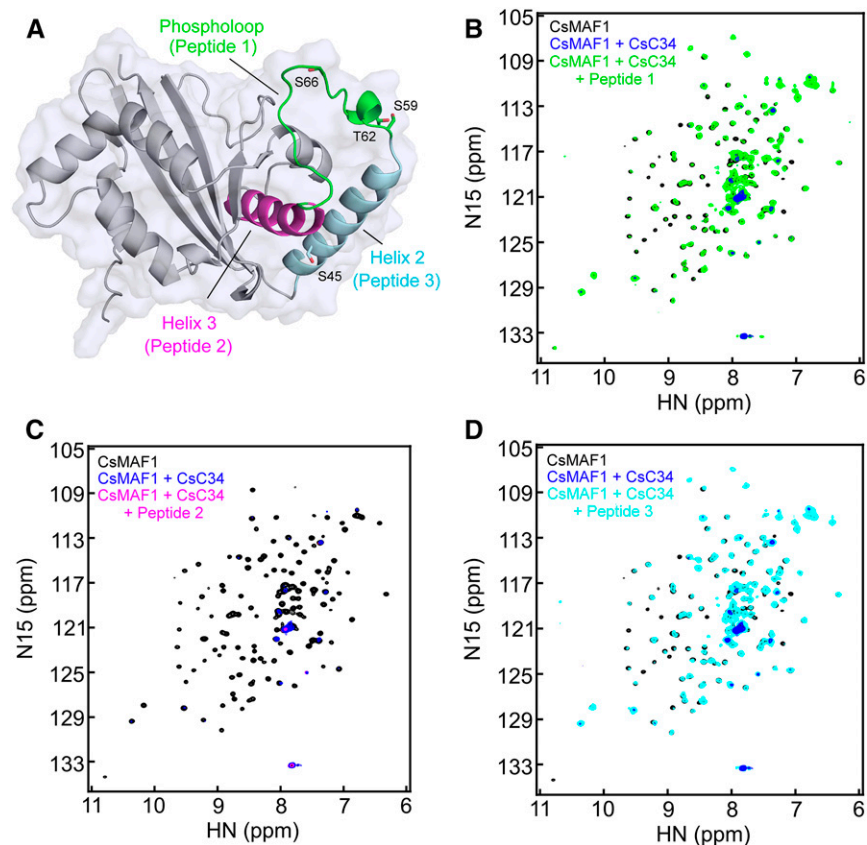 A
Phospholoop
(Peptide 1)
S66
S59
T62
S45
Helix 2
(Peptide 3)
Helix 3
(Peptide 2)
B
CsMAF1
CsMAF1 + CsC34
CsMAF1 + CsC34
+ Peptide 1
105
109
113
117
121
125
129
133
N15 (ppm)
11 10 9 8 7 6
HN (ppm)
C
CsMAF1
CsMAF1 + CsC34
CsMAF1 + CsC34
+ Peptide 2
105
109
113
117
121
125
129
133
N15 (ppm)
11 10 9 8 7 6
HN (ppm)
D
CsMAF1
CsMAF1 + CsC34
CsMAF1 + CsC34
+ Peptide 3
105
109
113
117
121
125
129
133
N15 (ppm)
11 10 9 8 7 6
HN (ppm)